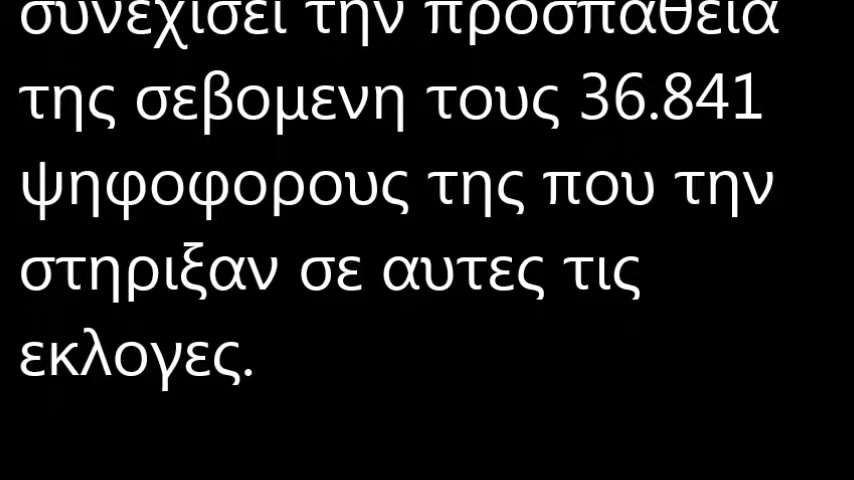 συνεχισει την προσπαθεια
της σεβομενη τους 36.841
ψηφοφορους της που την
στηριξαν σε αυτες τις
εκλογες.